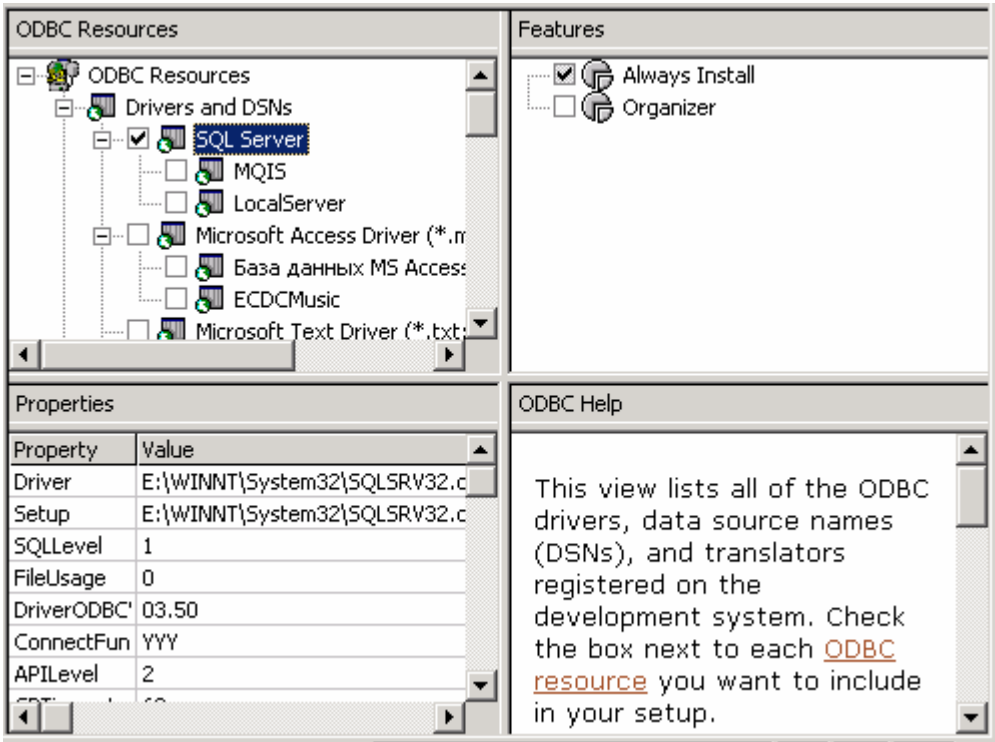 ODBC Resources
ODBC Resources
Drivers and DSNs
SQL Server
MQIS
LocalServer
Microsoft Access Driver (*.m
База данных MS Access
ECDCMusic
Microsoft Text Driver (*.txt;
Features
Always Install
Organizer
Properties
Property Value
Driver E:\WINNT\System32\SQLSRV32.d
Setup E:\WINNT\System32\SQLSRV32.d
SQLLevel 1
FileUsage 0
DriverODBC 03.50
ConnectFun YYY
APILevel 2
ODBC Help
This view lists all of the ODBC
drivers, data source names
(DSNs), and translators
registered on the
development system. Check
the box next to each ODBC
resource you want to include
in your setup.